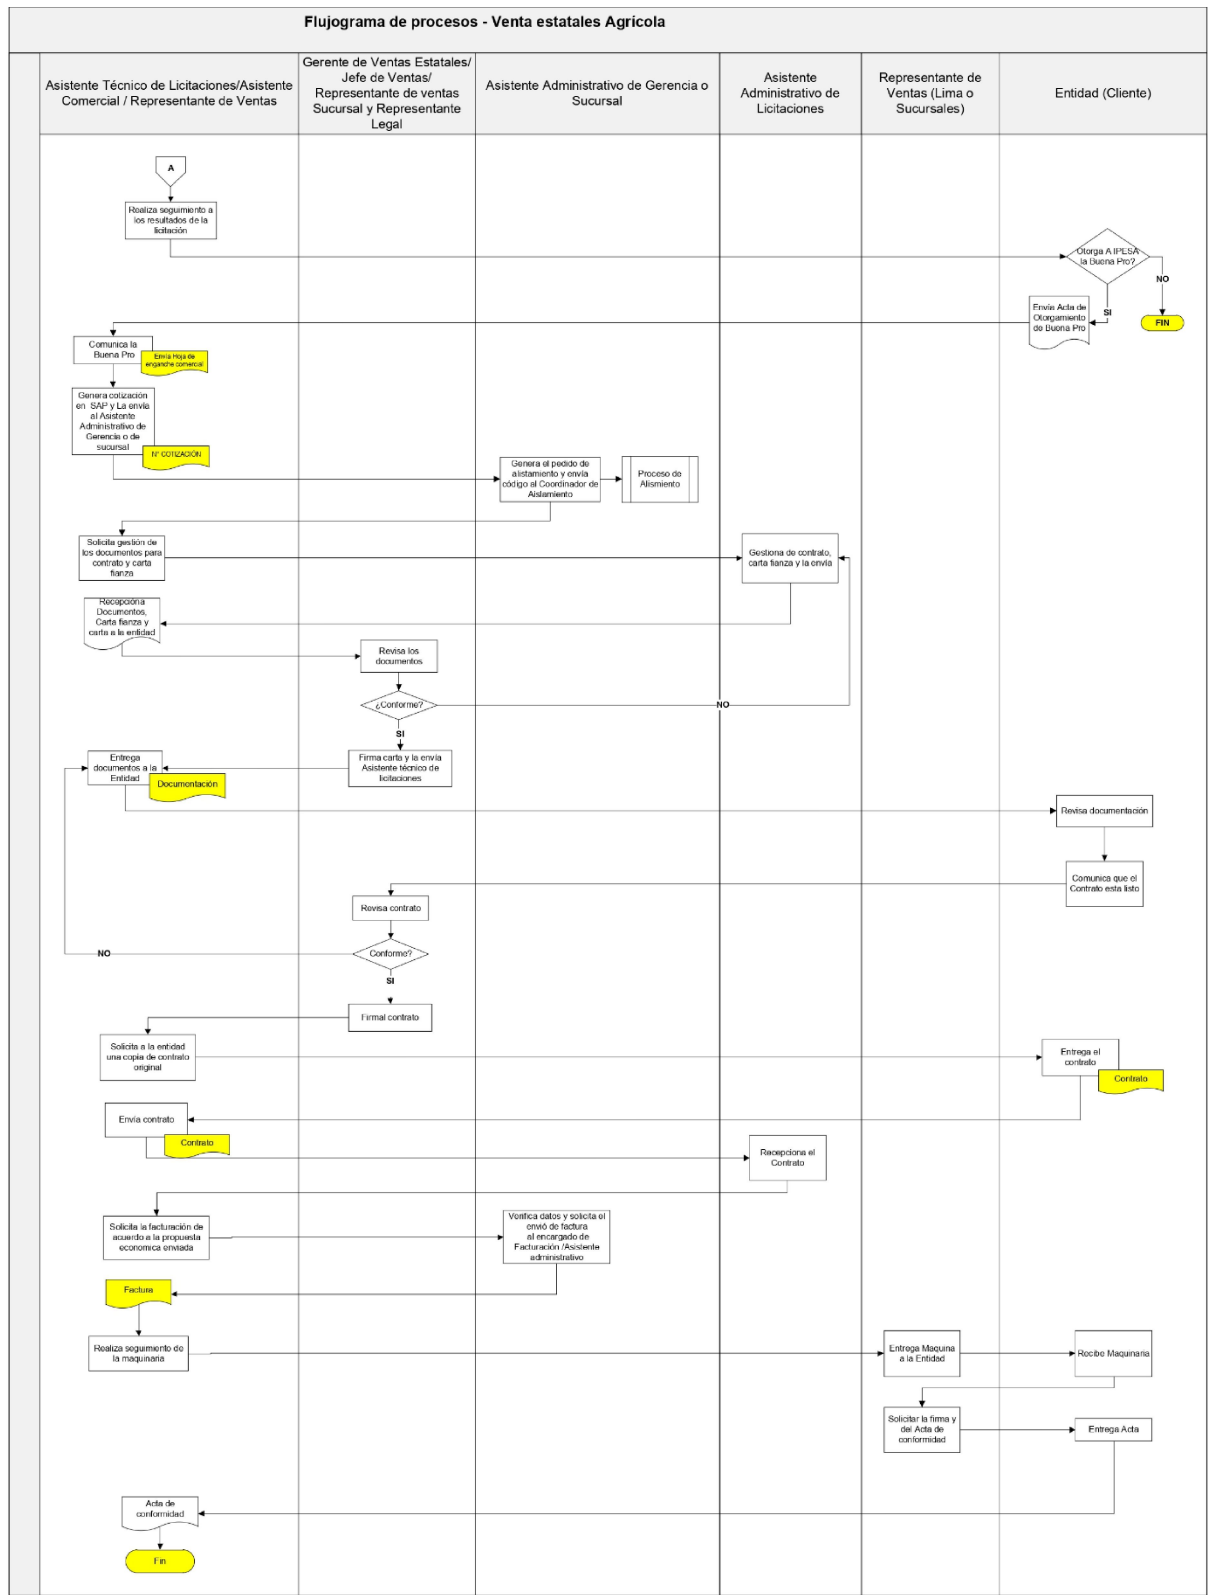 Flujograma de procesos - Venta estatales Agrícola
Asistente Técnico de Licitaciones/Asistente
Comercial / Representante de Ventas
Gerente de Ventas Estatales/
Jefe de Ventas/
Representante de ventas
Sucursal y Representante
Legal
Asistente Administrativo de Gerencia o
Sucursal
Asistente
Administrativo de
Licitaciones
Representante de
Ventas (Lima o
Sucursales)
Entidad (Cliente)
A
Realiza seguimiento a
los resultados de la
licitación
Otorga A IPESA
la Buena Pro?
NO
SI
FIN
Envía Acta de
Otorgamiento
de Buena Pro
Comunica la
Buena Pro
Envía Hoja de
enganche comercial
Genera cotización
en SAP y La envía
al Asistente
Administrativo de
Gerencia o de
sucursal
N° COTIZACIÓN
Genera el pedido de
alistamiento y envía
código al Coordinador de
Aislamiento
Proceso de
Alismiento
Solicita gestión de
los documentos para
contrato y carta
fianza
Gestiona de contrato,
carta fianza y la envía
Recepciona
Documentos,
Carta fianza y
carta a la entidad
Revisa los
documentos
¿Conforme?
NO
SI
Firma carta y la envía
Asistente técnico de
licitaciones
Entrega
documentos a la
Entidad
Documentación
Revisa documentación
Comunica que el
Contrato esta listo
Revisa contrato
Conforme?
NO
SI
Firmal contrato
Solicita a la entidad
una copia de contrato
original
Entrega el
contrato
Contrato
Envía contrato
Contrato
Recepciona el
Contrato
Solicita la facturación de
acuerdo a la propuesta
economica enviada
Verifica datos y solicita el
envió de factura
al encargado de
Facturación /Asistente
administrativo
Factura
Realiza seguimiento de
la maquinaria
Entrega Maquina
a la Entidad
Recibe Maquinaria
Solicitar la firma y
del Acta de
conformidad
Entrega Acta
Acta de
conformidad
Fin